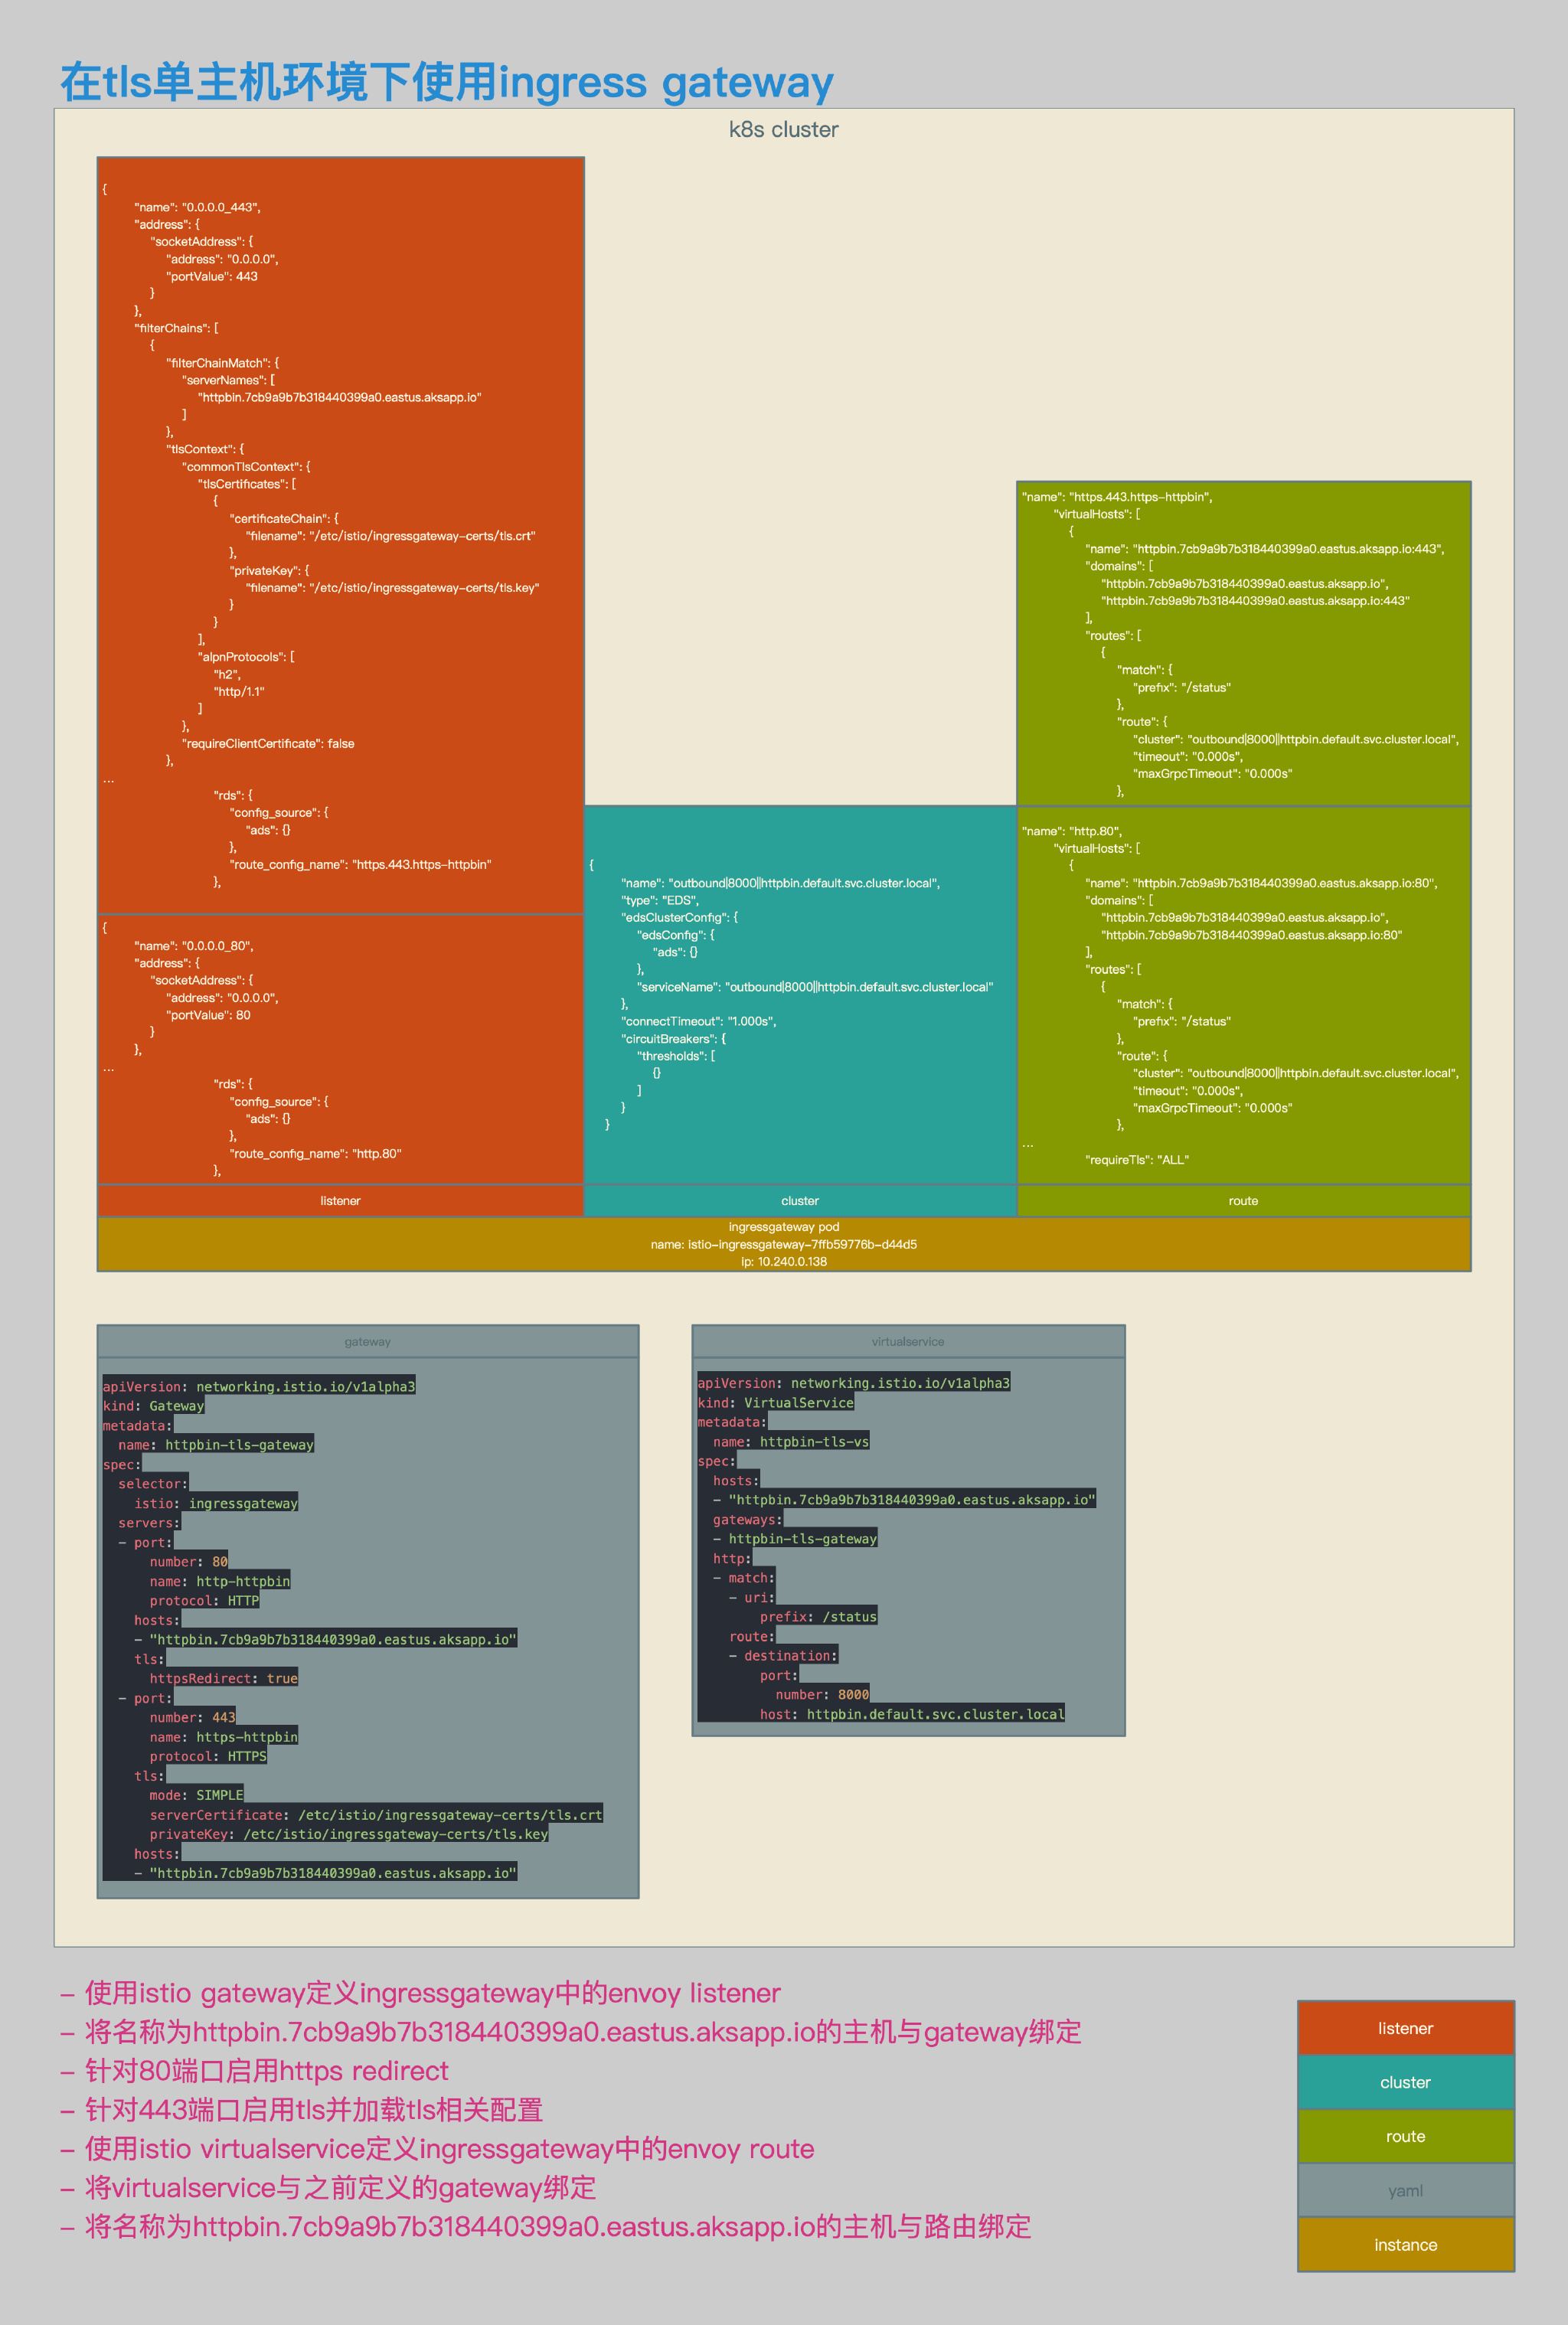 在tls单主机环境下使用ingress gateway
k8s cluster
{
"name": "0.0.0.0_443",
"address": {
"socketAddress": {
"address": "0.0.0.0",
"portValue": 443
}
},
"filterChains": [
{
"filterChainMatch": {
"serverNames": [
"httpbin.7cb9a9b7b318440399a0.eastus.aksapp.io"
]
},
"tlsContext": {
"commonTlsContext": {
"tlsCertificates": [
{
"certificateChain": {
"filename": "/etc/istio/ingressgateway-certs/tls.crt"
},
"privateKey": {
"filename": "/etc/istio/ingressgateway-certs/tls.key"
}
}
],
"alpnProtocols": [
"h2",
"http/1.1"
]
},
"requireClientCertificate": false
},
...
"rds": {
"config_source": {
"ads": {}
},
"route_config_name": "https.443.https-httpbin"
},
{
"name": "0.0.0.0_80",
"address": {
"socketAddress": {
"address": "0.0.0.0",
"portValue": 80
}
},
...
"rds": {
"config_source": {
"ads": {}
},
"route_config_name": "http.80"
},
listener
{
"name": "outbound|8000||httpbin.default.svc.cluster.local",
"type": "EDS",
"edsClusterConfig": {
"edsConfig": {
"ads": {}
},
"serviceName": "outbound|8000||httpbin.default.svc.cluster.local"
},
"connectTimeout": "1.000s",
"circuitBreakers": {
"thresholds": [
{}
]
}
}
cluster
"name": "https.443.https-httpbin",
"virtualHosts": [
{
"name": "httpbin.7cb9a9b7b318440399a0.eastus.aksapp.io:443",
"domains": [
"httpbin.7cb9a9b7b318440399a0.eastus.aksapp.io",
"httpbin.7cb9a9b7b318440399a0.eastus.aksapp.io:443"
],
"routes": [
{
"match": {
"prefix": "/status"
},
"route": {
"cluster": "outbound|8000||httpbin.default.svc.cluster.local",
"timeout": "0.000s",
"maxGrpcTimeout": "0.000s"
},
"name": "http.80",
"virtualHosts": [
{
"name": "httpbin.7cb9a9b7b318440399a0.eastus.aksapp.io:80",
"domains": [
"httpbin.7cb9a9b7b318440399a0.eastus.aksapp.io",
"httpbin.7cb9a9b7b318440399a0.eastus.aksapp.io:80"
],
"routes": [
{
"match": {
"prefix": "/status"
},
"route": {
"cluster": "outbound|8000||httpbin.default.svc.cluster.local",
"timeout": "0.000s",
"maxGrpcTimeout": "0.000s"
},
...
"requireTls": "ALL"
route
ingressgateway pod
name: istio-ingressgateway-7ffb59776b-d44d5
ip: 10.240.0.138
gateway
apiVersion: networking.istio.io/v1alpha3
kind: Gateway
metadata:
name: httpbin-tls-gateway
spec:
selector:
istio: ingressgateway
servers:
- port:
number: 80
name: http-httpbin
protocol: HTTP
hosts:
- "httpbin.7cb9a9b7b318440399a0.eastus.aksapp.io"
tls:
httpsRedirect: true
- port:
number: 443
name: https-httpbin
protocol: HTTPS
tls:
mode: SIMPLE
serverCertificate: /etc/istio/ingressgateway-certs/tls.crt
privateKey: /etc/istio/ingressgateway-certs/tls.key
hosts:
- "httpbin.7cb9a9b7b318440399a0.eastus.aksapp.io"
virtualservice
apiVersion: networking.istio.io/v1alpha3
kind: VirtualService
metadata:
name: httpbin-tls-vs
spec:
hosts:
- "httpbin.7cb9a9b7b318440399a0.eastus.aksapp.io"
gateways:
- httpbin-tls-gateway
http:
- match:
- uri:
prefix: /status
route:
- destination:
port:
number: 8000
host: httpbin.default.svc.cluster.local
- 使用istio gateway定义ingressgateway中的envoy listener
- 将名称为httpbin.7cb9a9b7b318440399a0.eastus.aksapp.io的主机与gateway绑定
- 针对80端口启用https redirect
- 针对443端口启用tls并加载tls相关配置
- 使用istio virtualservice定义ingressgateway中的envoy route
- 将virtualservice与之前定义的gateway绑定
- 将名称为httpbin.7cb9a9b7b318440399a0.eastus.aksapp.io的主机与路由绑定
listener
cluster
route
yaml
instance